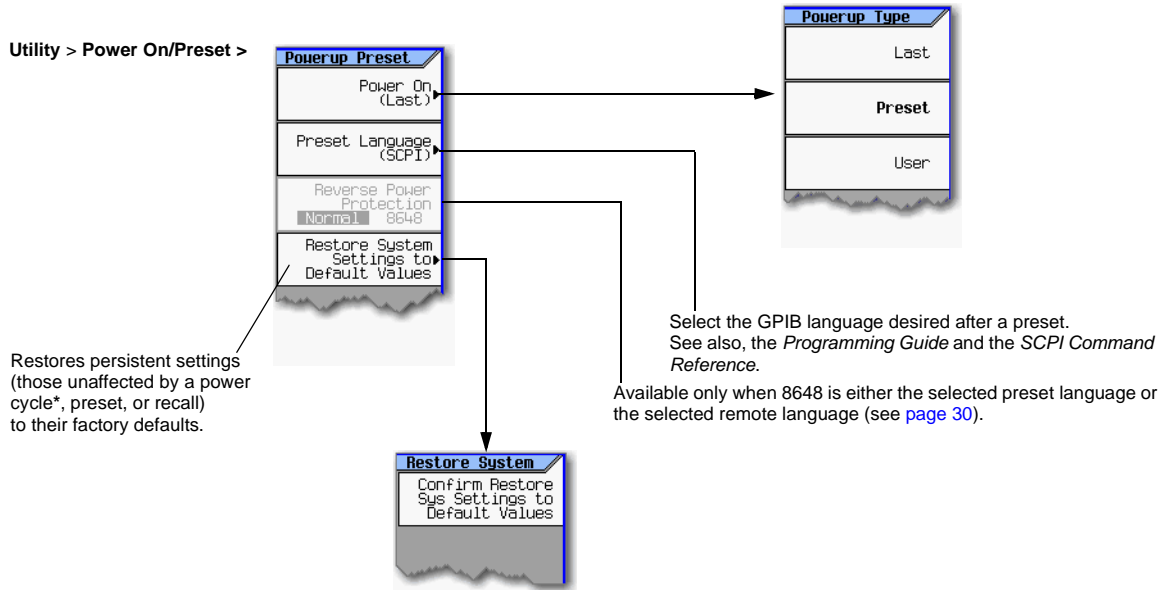 Utility > Power On/Preset >
Powerup Preset
Power On
(Last)
Preset Language
(SCPI)
Reverse Power
Protection
Normal 8648
Restore System
Settings to
Default Values
Powerup Type
Last
Preset
User
Select the GPIB language desired after a preset.
See also, the Programming Guide and the SCPI Command
Reference.
Available only when 8648 is either the selected preset language or
the selected remote language (see page 30).
Restores persistent settings
(those unaffected by a power
cycle*, preset, or recall)
to their factory defaults.
Restore System
Confirm Restore
Sys Settings to
Default Values